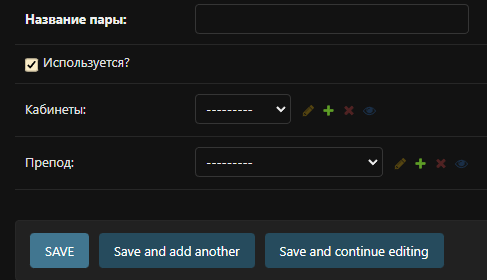 Название пары:
Используется?
Кабинеты: ---------
Препод: ---------
SAVE Save and add another Save and continue editing